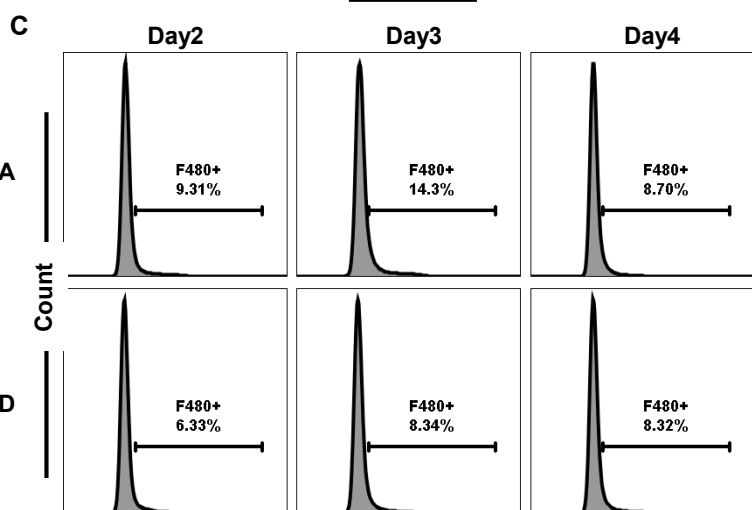 C
Day2 Day3 Day4
A
F480+ F480+ F480+
9.31% 14.3% 8.70%
Count
D
F480+ F480+ F480+
6.33% 8.34% 8.32%